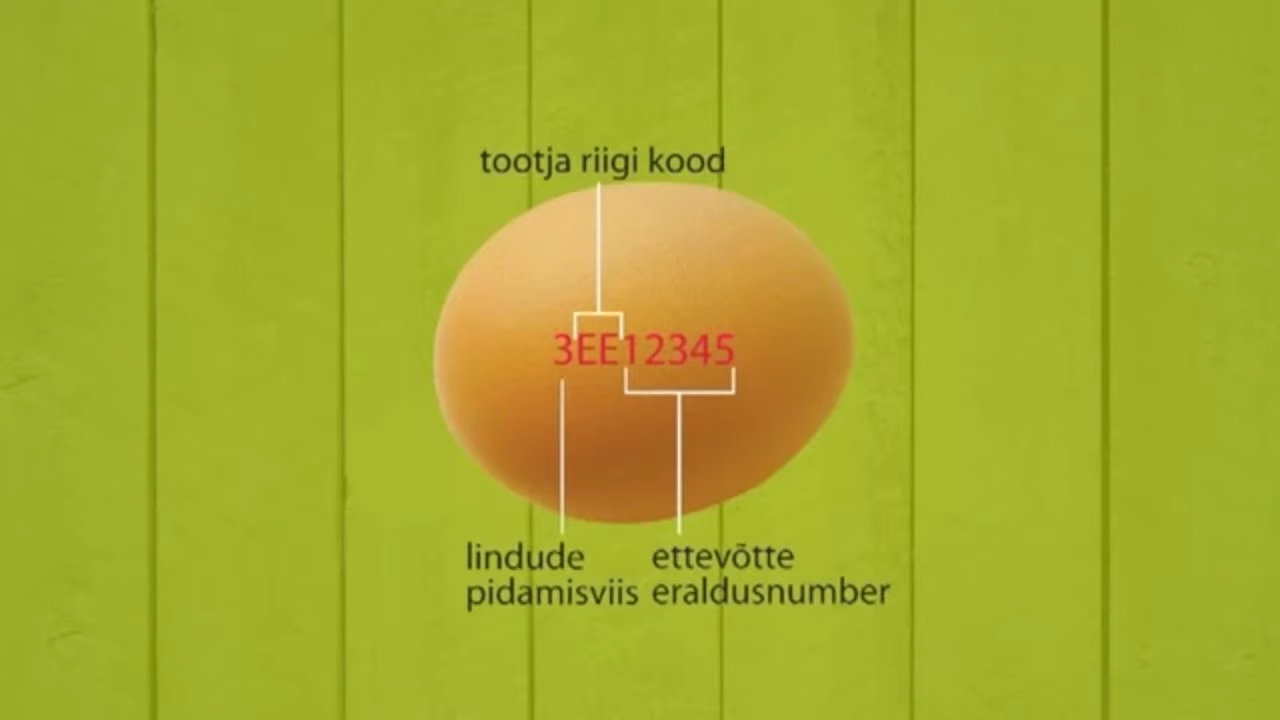 tootja riigi kood
3EE12345
lindude
pidamisviis
ettevõtte
eraldusnumber